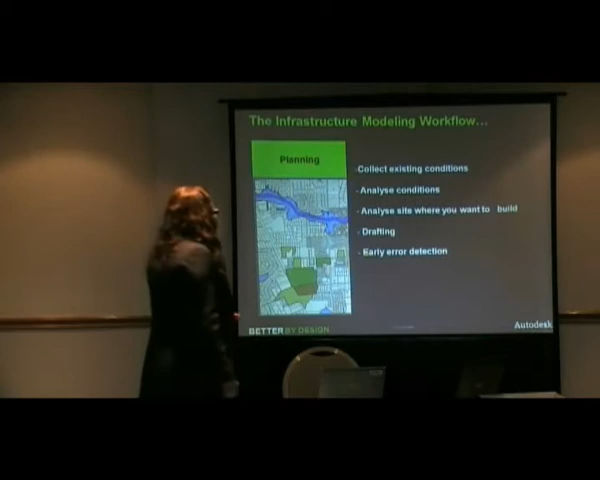 The Infrastructure Modeling Workflow...
Planning
-Collect existing conditions
- Analyse conditions
- Analyse site where you want to build
- Drafting
- Early error detection
BETTER BY DESIGN
Autodesk